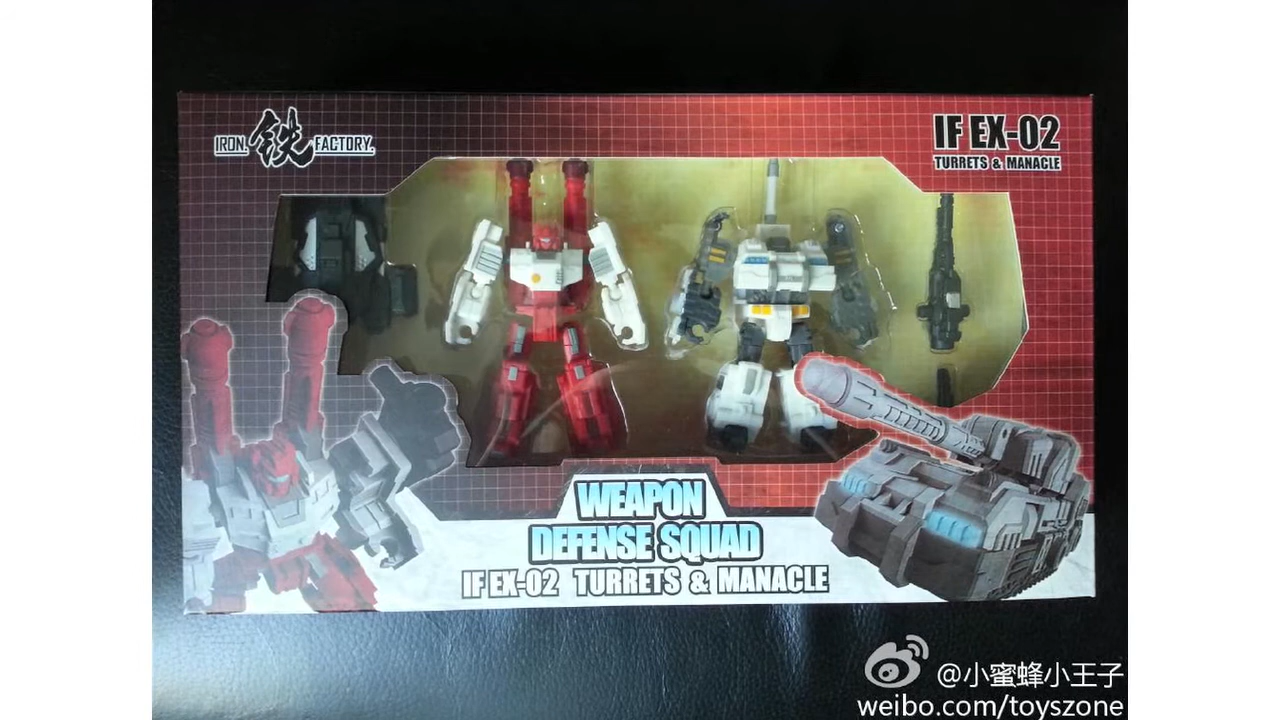 IRON. 铁 FACTORY.
IF EX-02
TURRETS & MANACLE
WEAPON
DEFENSE SQUAD
IF EX-02 TURRETS & MANACLE
@小蜜蜂小王子
weibo.com/toyszone